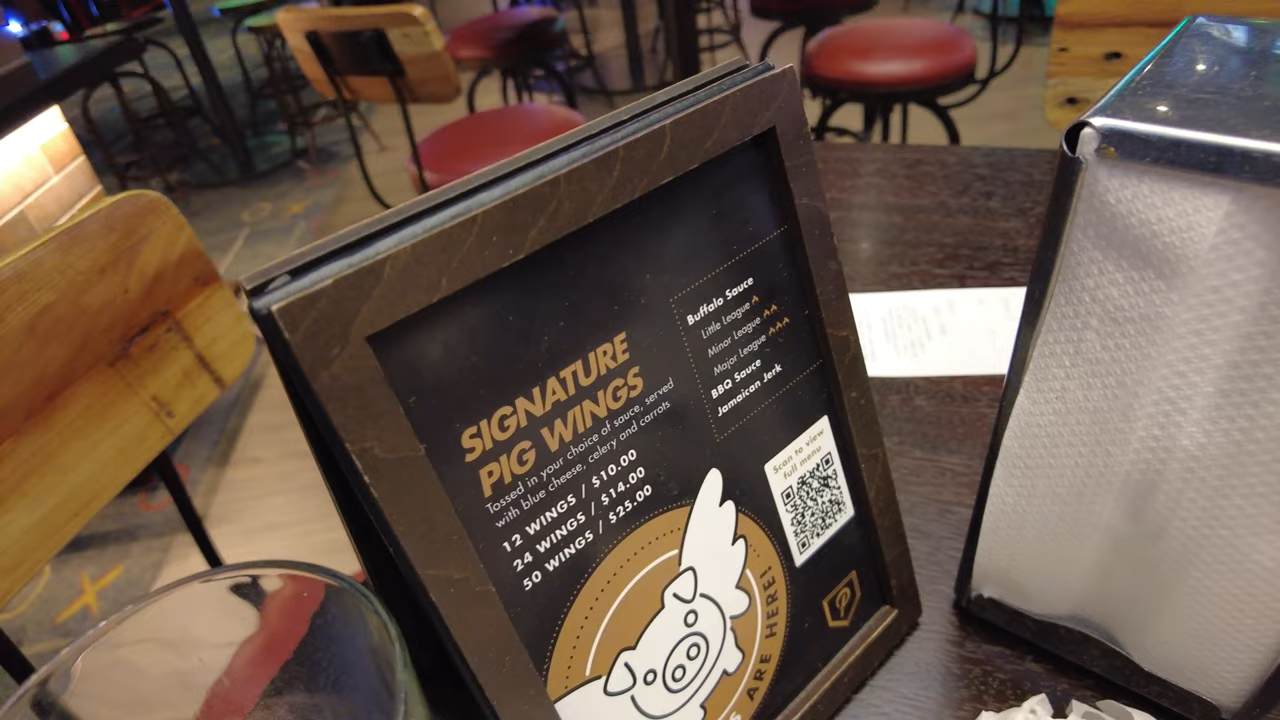 SIGNATURE
PIG WINGS
Tossed in your choice of sauce, served
with blue cheese, celery and carrots
12 WINGS / $10.00
24 WINGS / $14.00
50 WINGS / $25.00
Buffalo Sauce
Little League
Minor League
Major League
BBQ Sauce
Jamaican Jerk
Scan to view
full menu
ARE HERE!
P